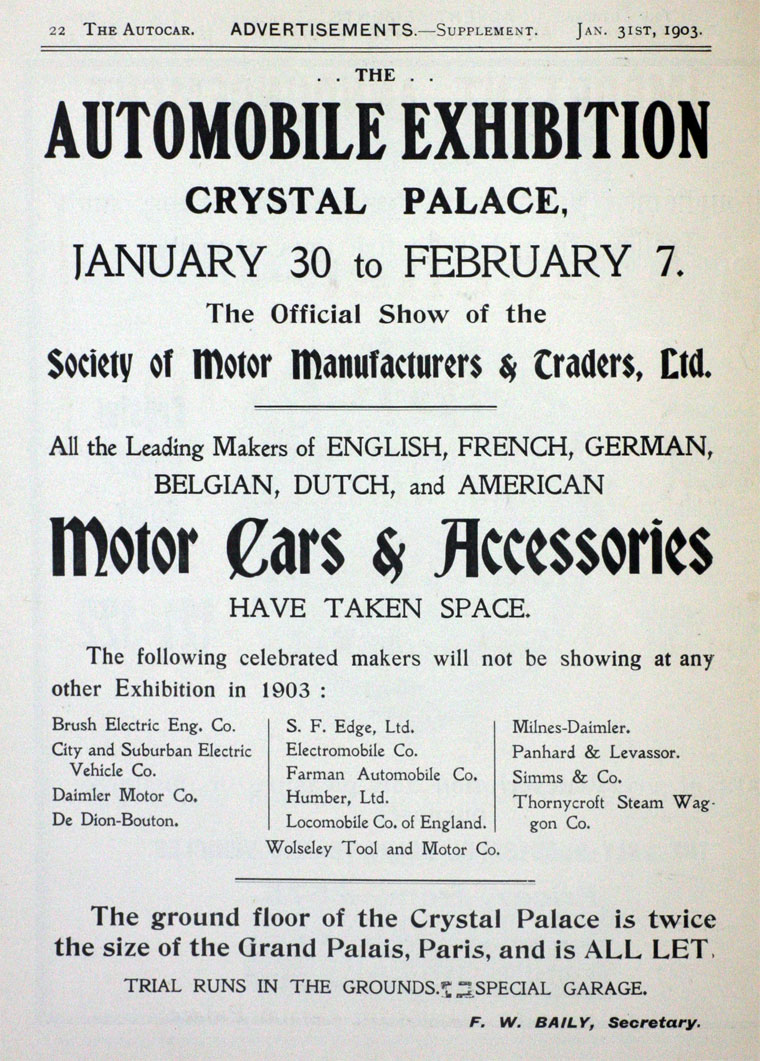 22 THE AUTOCAR. ADVERTISEMENTS.—SUPPLEMENT. JAN. 31ST, 1903.
. . THE . .
AUTOMOBILE EXHIBITION
CRYSTAL PALACE,
JANUARY 30 to FEBRUARY 7.
The Official Show of the
Society of Motor Manufacturers & Traders, Ltd.
All the Leading Makers of ENGLISH, FRENCH, GERMAN,
BELGIAN, DUTCH, and AMERICAN
Motor Cars & Accessories
HAVE TAKEN SPACE.
The following celebrated makers will not be showing at any
other Exhibition in 1903 :
Brush Electric Eng. Co.
City and Suburban Electric
Vehicle Co.
Daimler Motor Co.
De Dion-Bouton.
S. F. Edge, Ltd.
Electromobile Co.
Farman Automobile Co.
Humber, Ltd.
Locomobile Co. of England.
Milnes-Daimler.
Panhard & Levassor.
Simms & Co.
Thornycroft Steam Wag-
gon Co.
Wolseley Tool and Motor Co.
The ground floor of the Crystal Palace is twice
the size of the Grand Palais, Paris, and is ALL LET.
TRIAL RUNS IN THE GROUNDS. SPECIAL GARAGE.
F. W. BAILY, Secretary.